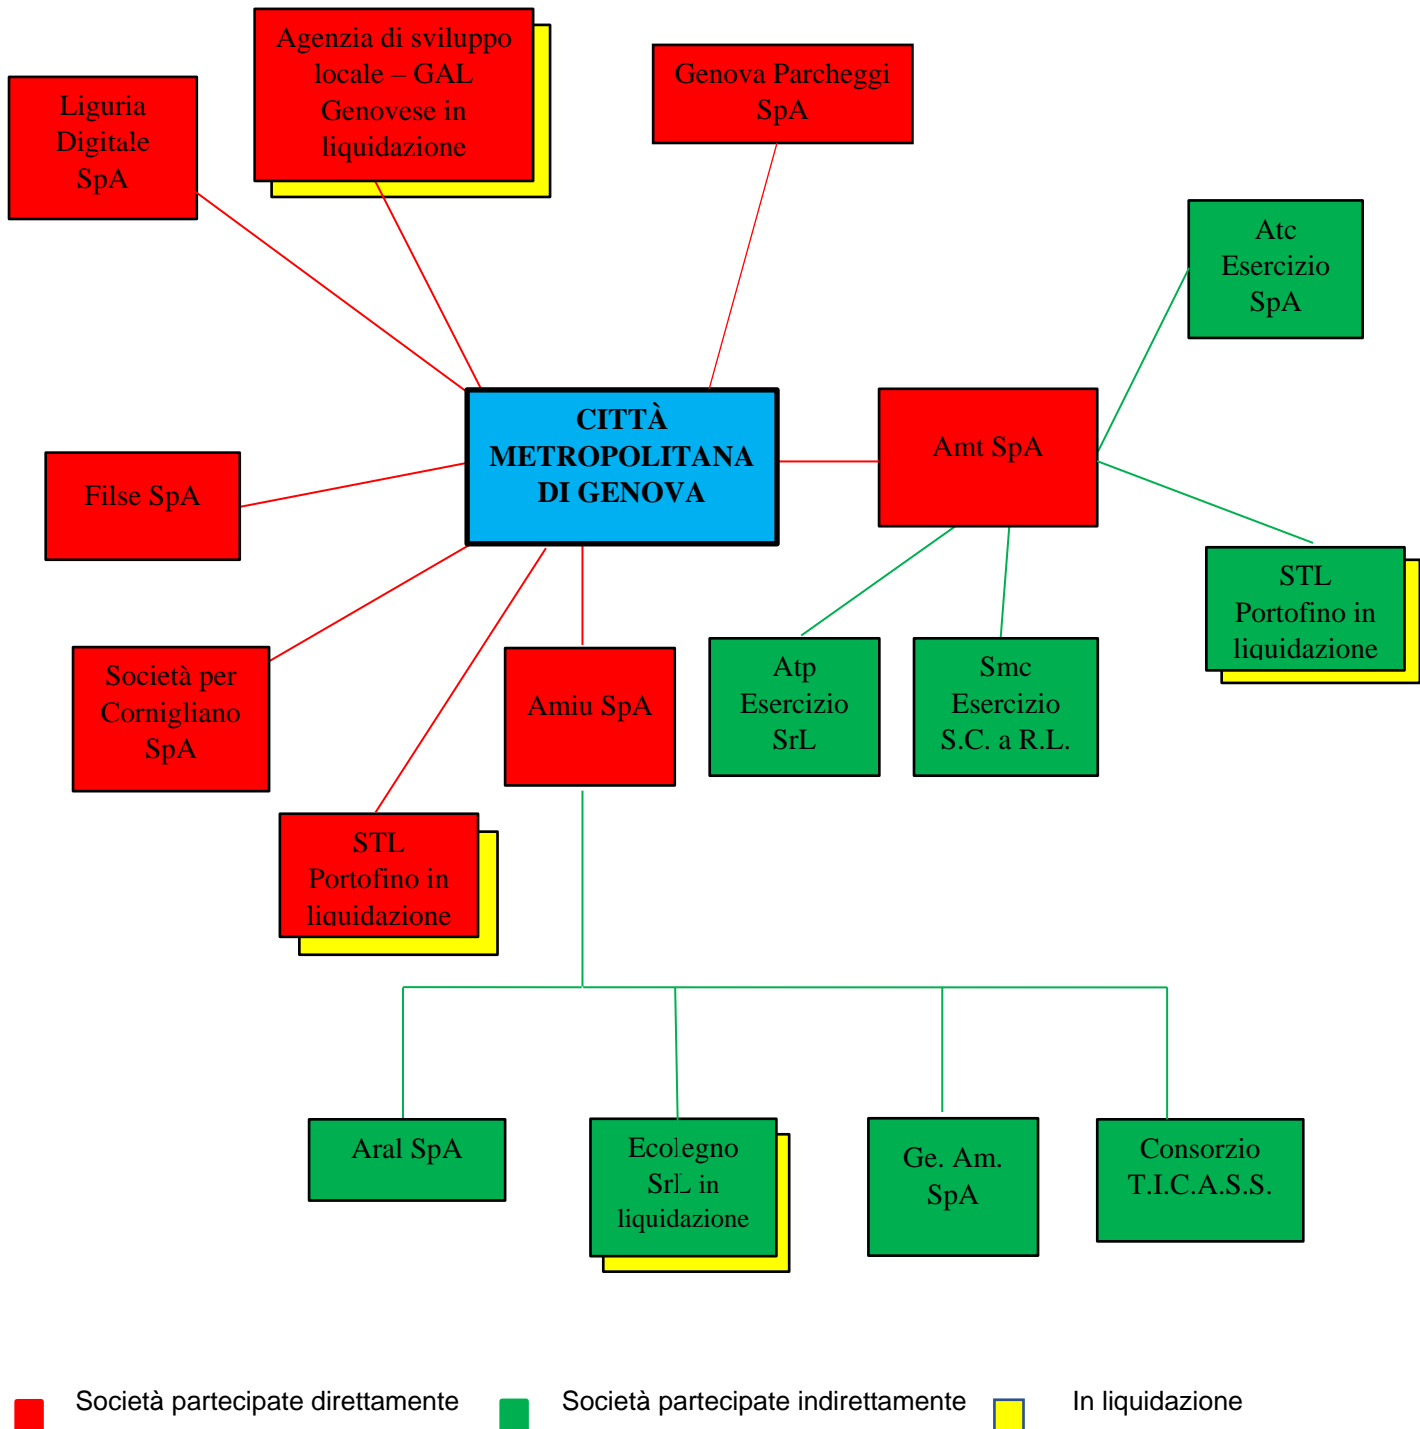 Agenzia di sviluppo
locale – GAL
Genovese in
liquidazione
Genova Parcheggi
SpA
Liguria
Digitale
SpA
Atc
Esercizio
SpA
CITTÀ
METROPOLITANA
DI GENOVA
Amt SpA
Filse SpA
STL
Portofino in
liquidazione
Società per
Cornigliano
SpA
Amiu SpA
Atp
Esercizio
SrL
Smc
Esercizio
S.C. a R.L.
STL
Portofino in
liquidazione
Aral SpA
Ecolegno
SrL in
liquidazione
Ge. Am.
SpA
Consorzio
T.I.C.A.S.S.
Società partecipate direttamente
Società partecipate indirettamente
In liquidazione